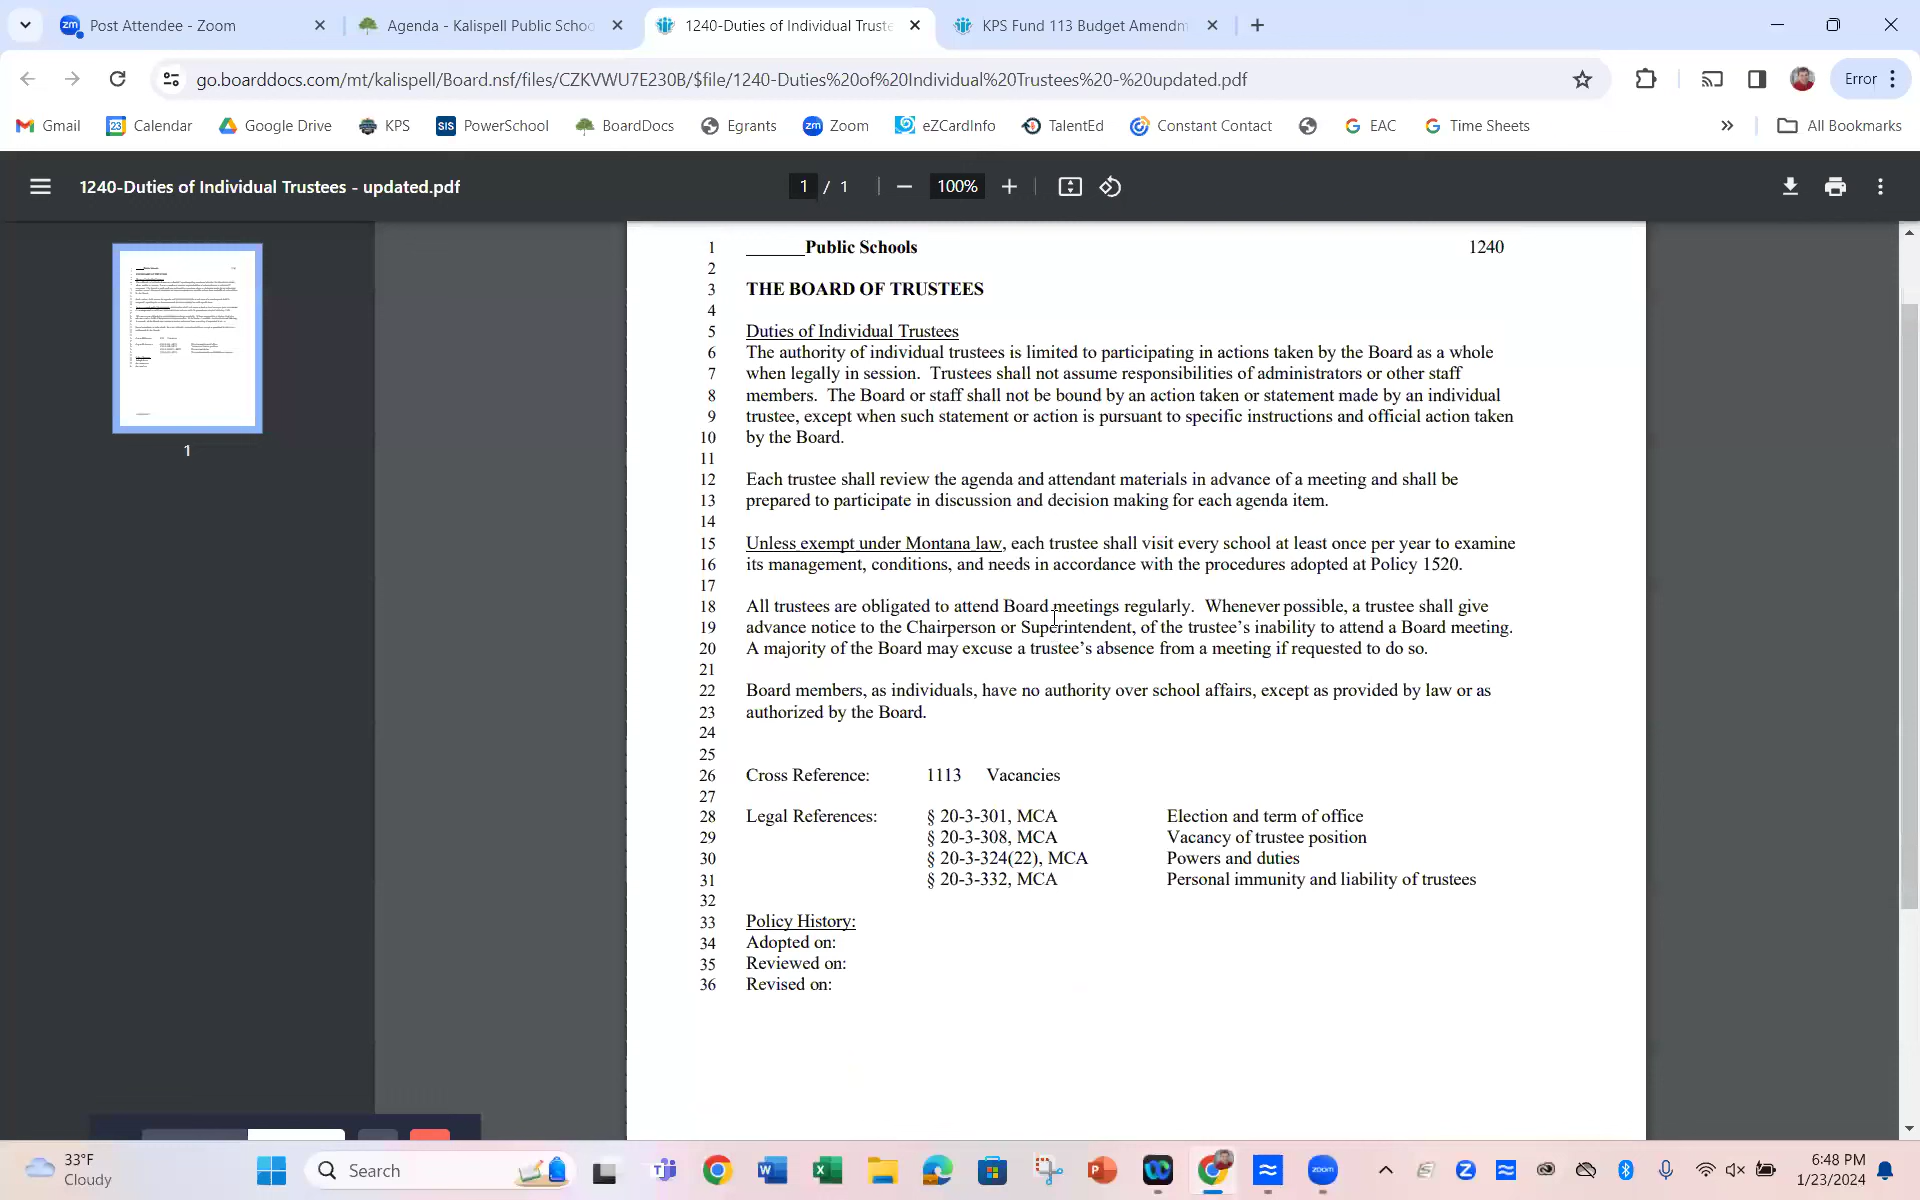 Post Attendee - Zoom
Agenda - Kalispell Public Schoo
1240-Duties of Individual Truste
KPS Fund 113 Budget Amendm
go.boarddocs.com/mt/kalispell/Board.nsf/files/CZKVWU7E230B/$file/1240-Duties%20of%20Individual%20Trustees%20-%20updated.pdf
Error
Gmail
23 Calendar
Google Drive
KPS
SIS PowerSchool
BoardDocs
Egrants
zm Zoom
eZCardInfo
TalentEd
Constant Contact
EAC
Time Sheets
All Bookmarks
1240-Duties of Individual Trustees - updated.pdf
1 / 1
100%
1
1 ______Public Schools 1240
2
3 THE BOARD OF TRUSTEES
4
5 Duties of Individual Trustees
6 The authority of individual trustees is limited to participating in actions taken by the Board as a whole
7 when legally in session. Trustees shall not assume responsibilities of administrators or other staff
8 members. The Board or staff shall not be bound by an action taken or statement made by an individual
9 trustee, except when such statement or action is pursuant to specific instructions and official action taken
10 by the Board.
11
12 Each trustee shall review the agenda and attendant materials in advance of a meeting and shall be
13 prepared to participate in discussion and decision making for each agenda item.
14
15 Unless exempt under Montana law, each trustee shall visit every school at least once per year to examine
16 its management, conditions, and needs in accordance with the procedures adopted at Policy 1520.
17
18 All trustees are obligated to attend Board meetings regularly. Whenever possible, a trustee shall give
19 advance notice to the Chairperson or Superintendent, of the trustee’s inability to attend a Board meeting.
20 A majority of the Board may excuse a trustee’s absence from a meeting if requested to do so.
21
22 Board members, as individuals, have no authority over school affairs, except as provided by law or as
23 authorized by the Board.
24
25
26 Cross Reference: 1113 Vacancies
27
28 Legal References: § 20-3-301, MCA Election and term of office
29 § 20-3-308, MCA Vacancy of trustee position
30 § 20-3-324(22), MCA Powers and duties
31 § 20-3-332, MCA Personal immunity and liability of trustees
32
33 Policy History:
34 Adopted on:
35 Reviewed on:
36 Revised on:
33°F
Cloudy
Search
zoom
6:48 PM
1/23/2024